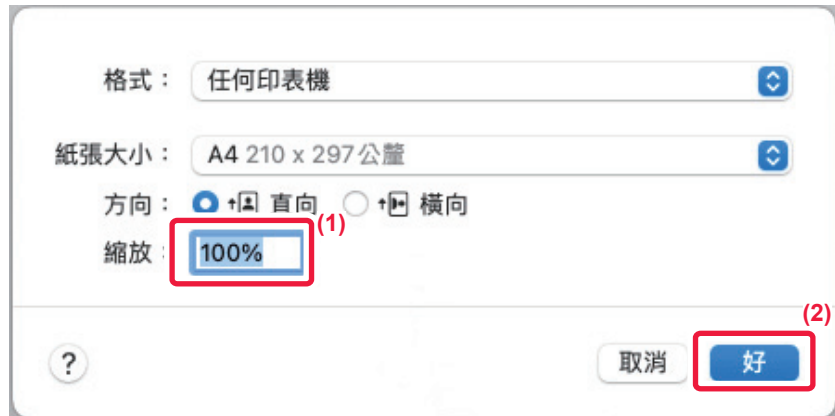 格式： 任何印表機
紙張大小： A4 210 x 297公釐
方向： 直向 橫向
(1)
縮放： 100%
(2)
? 取消 好